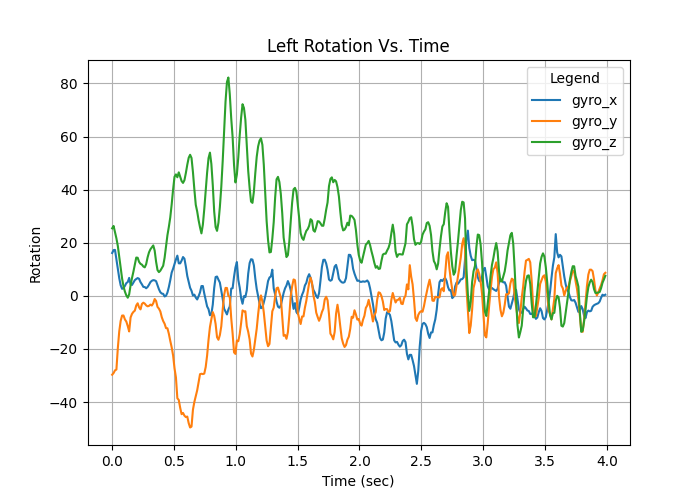 Left Rotation Vs. Time
Legend
gyro_x
gyro_y
gyro_z
Rotation
80
60
40
20
0
−20
−40
0.0 0.5 1.0 1.5 2.0 2.5 3.0 3.5 4.0
Time (sec)